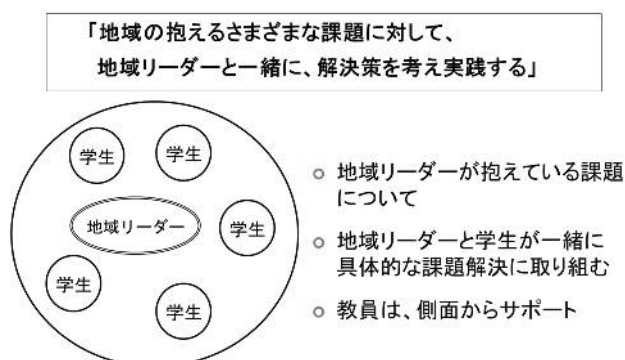 「地域の抱えるさまざまな課題に対して、
地域リーダーと一緒に、解決策を考え実践する」
学生
学生
地域リーダー
学生
学生
学生
○ 地域リーダーが抱えている課題
について
○ 地域リーダーと学生が一緒に
具体的な課題解決に取り組む
○ 教員は、側面からサポート